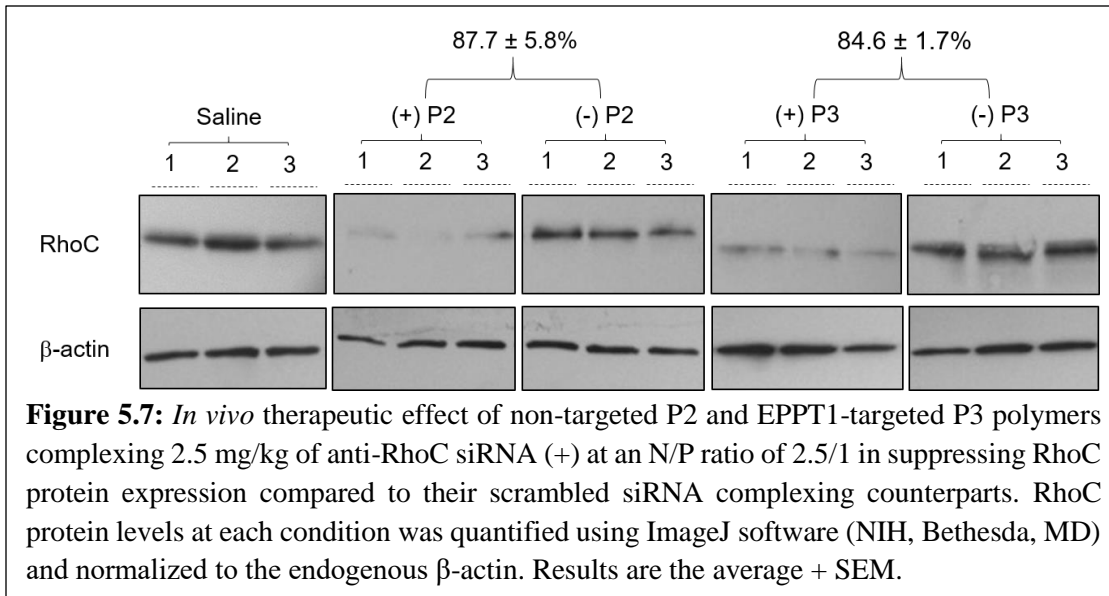 87.7 ± 5.8%
84.6 ± 1.7%
Saline
(+) P2
(-) P2
(+) P3
(-) P3
1 2 3 1 2 3 1 2 3 1 2 3 1 2 3
RhoC
β-actin
Figure 5.7: In vivo therapeutic effect of non-targeted P2 and EPPT1-targeted P3 polymers
complexing 2.5 mg/kg of anti-RhoC siRNA (+) at an N/P ratio of 2.5/1 in suppressing RhoC
protein expression compared to their scrambled siRNA complexing counterparts. RhoC
protein levels at each condition was quantified using ImageJ software (NIH, Bethesda, MD)
and normalized to the endogenous β-actin. Results are the average + SEM.